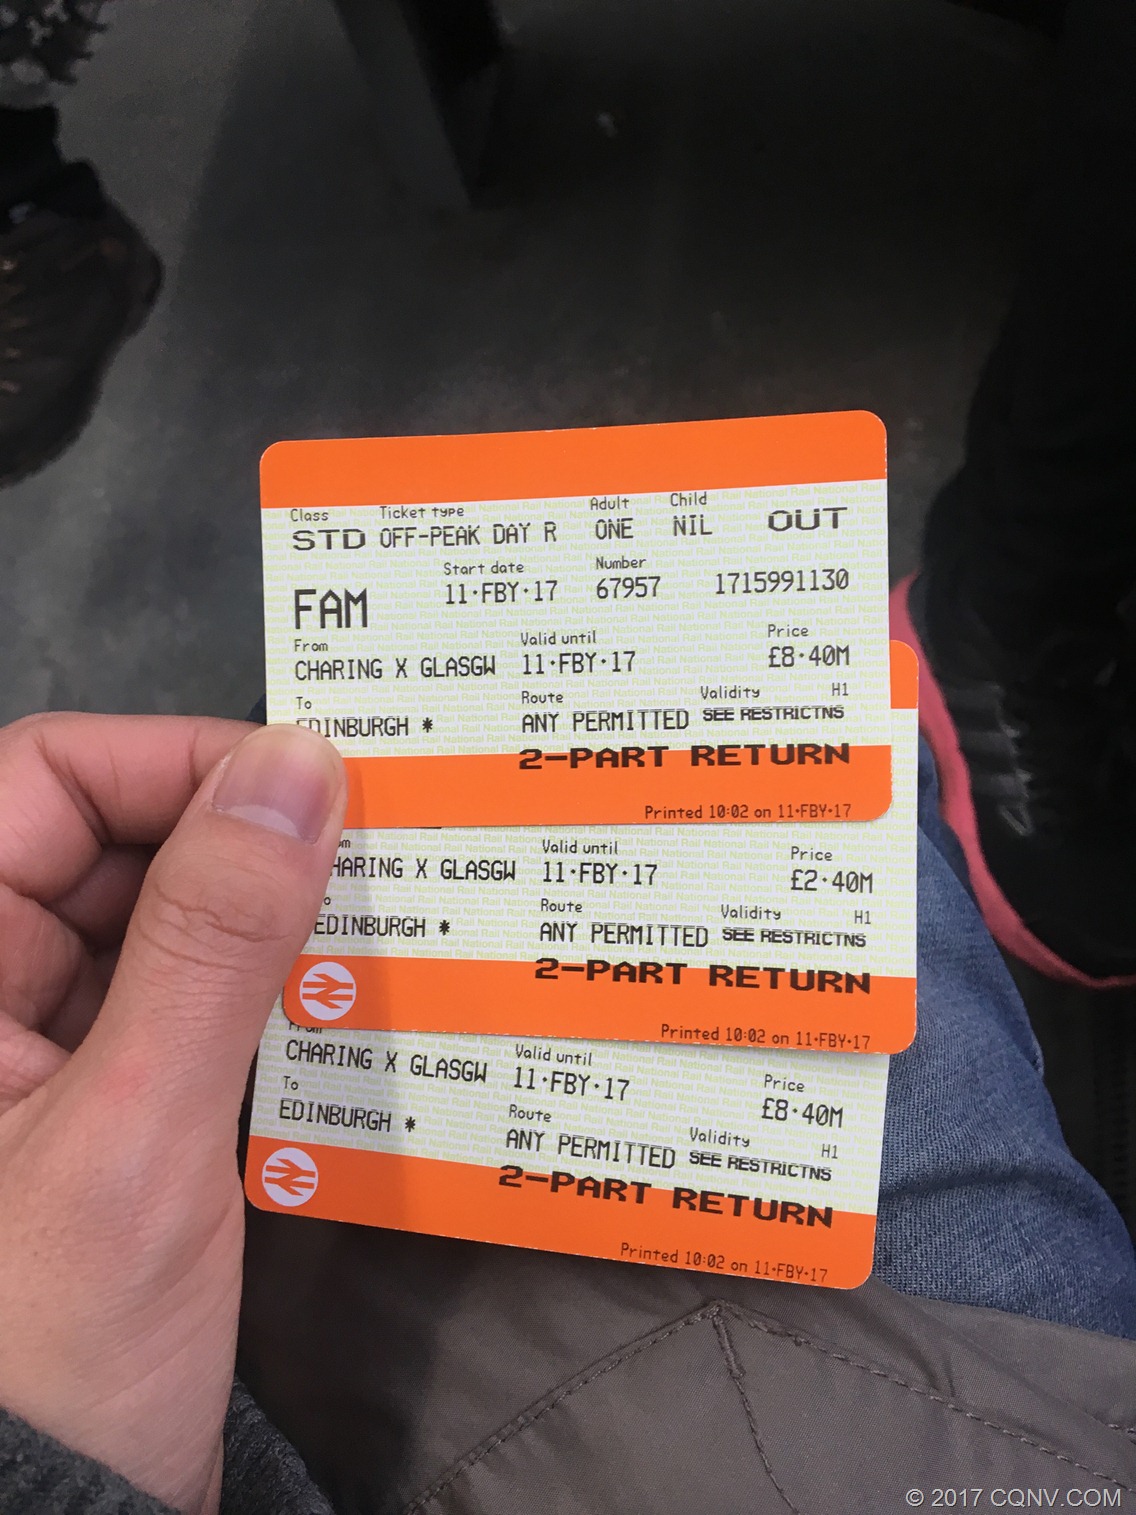 Class Ticket type Adult Child
STD OFF-PEAK DAY R ONE NIL OUT
Start date Number
11·FBY·17 67957 1715991130
FAM
From Valid until Price
CHARING X GLASGW 11·FBY·17 £8·40M
To Route Validity H1
EDINBURGH * ANY PERMITTED SEE RESTRICTNS
2-PART RETURN
Printed 10:02 on 11·FBY·17
Valid until Price
CHARING X GLASGW 11·FBY·17 £2·40M
Route Validity H1
EDINBURGH * ANY PERMITTED SEE RESTRICTNS
2-PART RETURN
Printed 10:02 on 11·FBY·17
From Valid until Price
CHARING X GLASGW 11·FBY·17 £8·40M
To Route Validity H1
EDINBURGH * ANY PERMITTED SEE RESTRICTNS
2-PART RETURN
Printed 10:02 on 11·FBY·17
© 2017 CQNV.COM